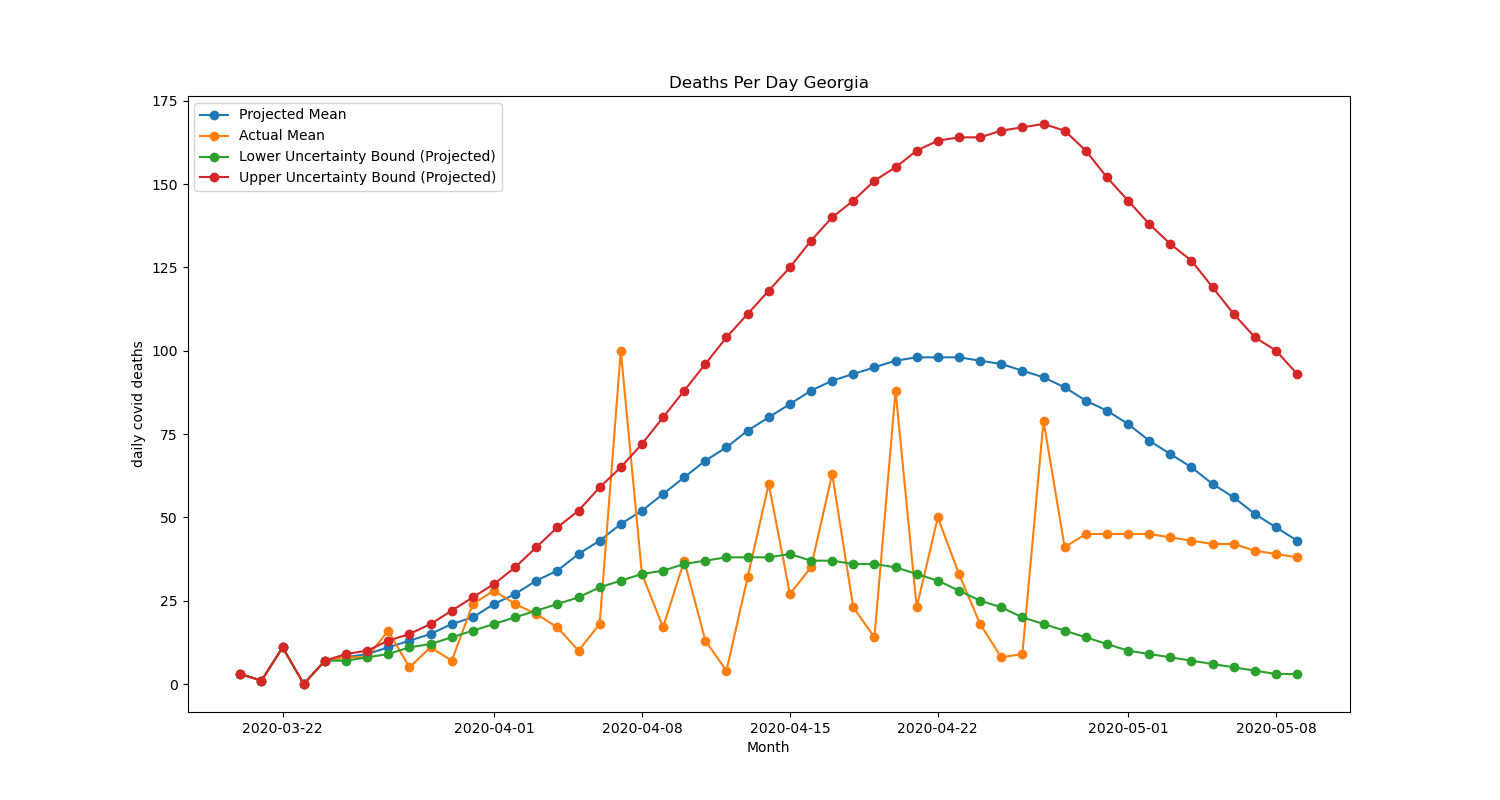 Deaths Per Day Georgia
Projected Mean
Actual Mean
Lower Uncertainty Bound (Projected)
Upper Uncertainty Bound (Projected)
175
150
125
100
75
50
25
0
daily covid deaths
2020-03-22 2020-04-01 2020-04-08 2020-04-15 2020-04-22 2020-05-01 2020-05-08
Month